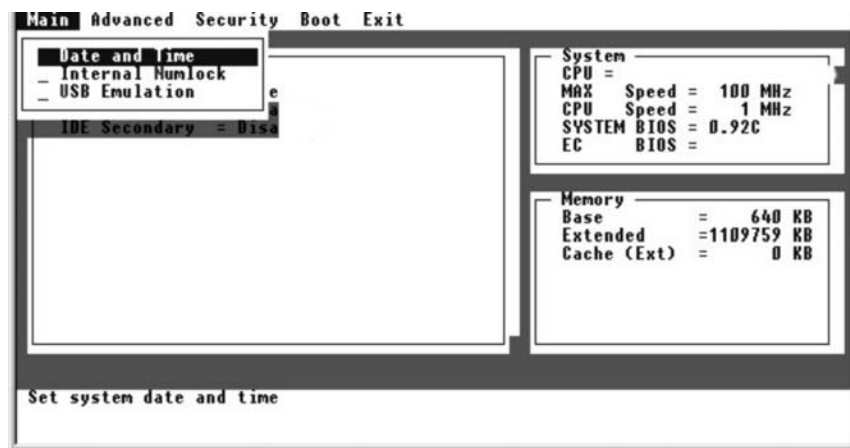 Main Advanced Security Boot Exit
Date and Time
_ Internal Numlock
_ USB Emulation
e
a
IDE Secondary = Disa
System
CPU =
MAX Speed = 100 MHz
CPU Speed = 1 MHz
SYSTEM BIOS = 0.92C
EC BIOS =
Memory
Base = 640 KB
Extended =1109759 KB
Cache (Ext) = 0 KB
Set system date and time